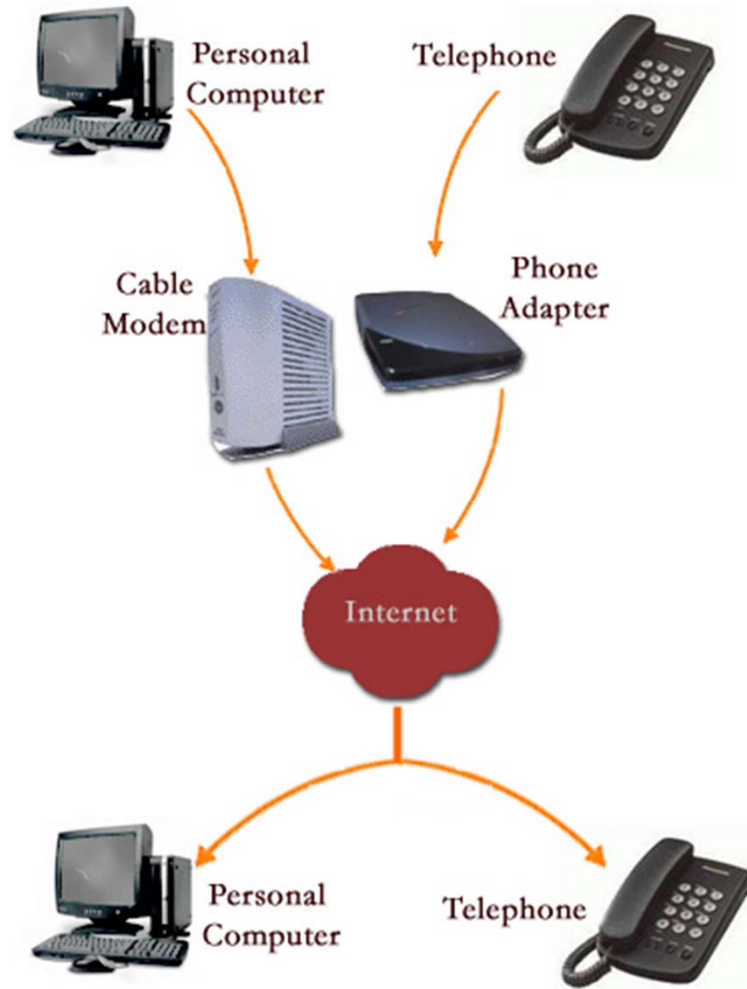 Personal
Computer
Telephone
Cable
Modem
Phone
Adapter
Internet
Personal
Computer
Telephone